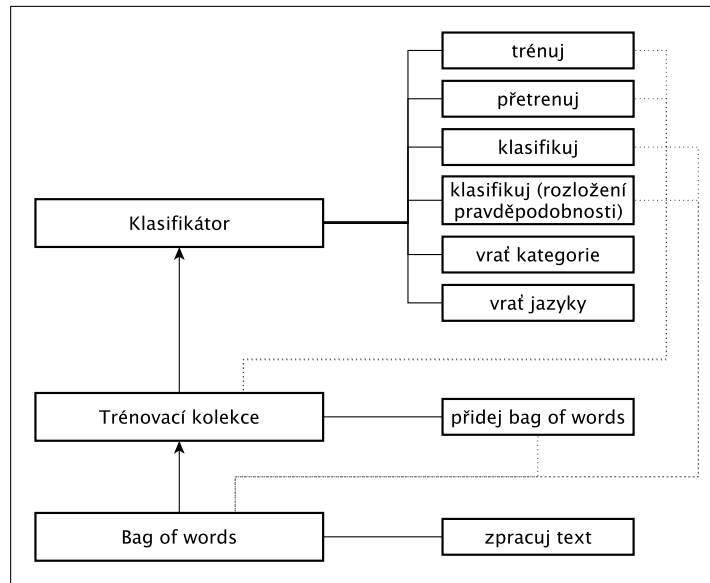 trénuj
přetrenuj
klasifikuj
klasifikuj (rozložení
pravděpodobnosti)
Klasifikátor
vrať kategorie
vrať jazyky
Trénovací kolekce
přidej bag of words
Bag of words
zpracuj text